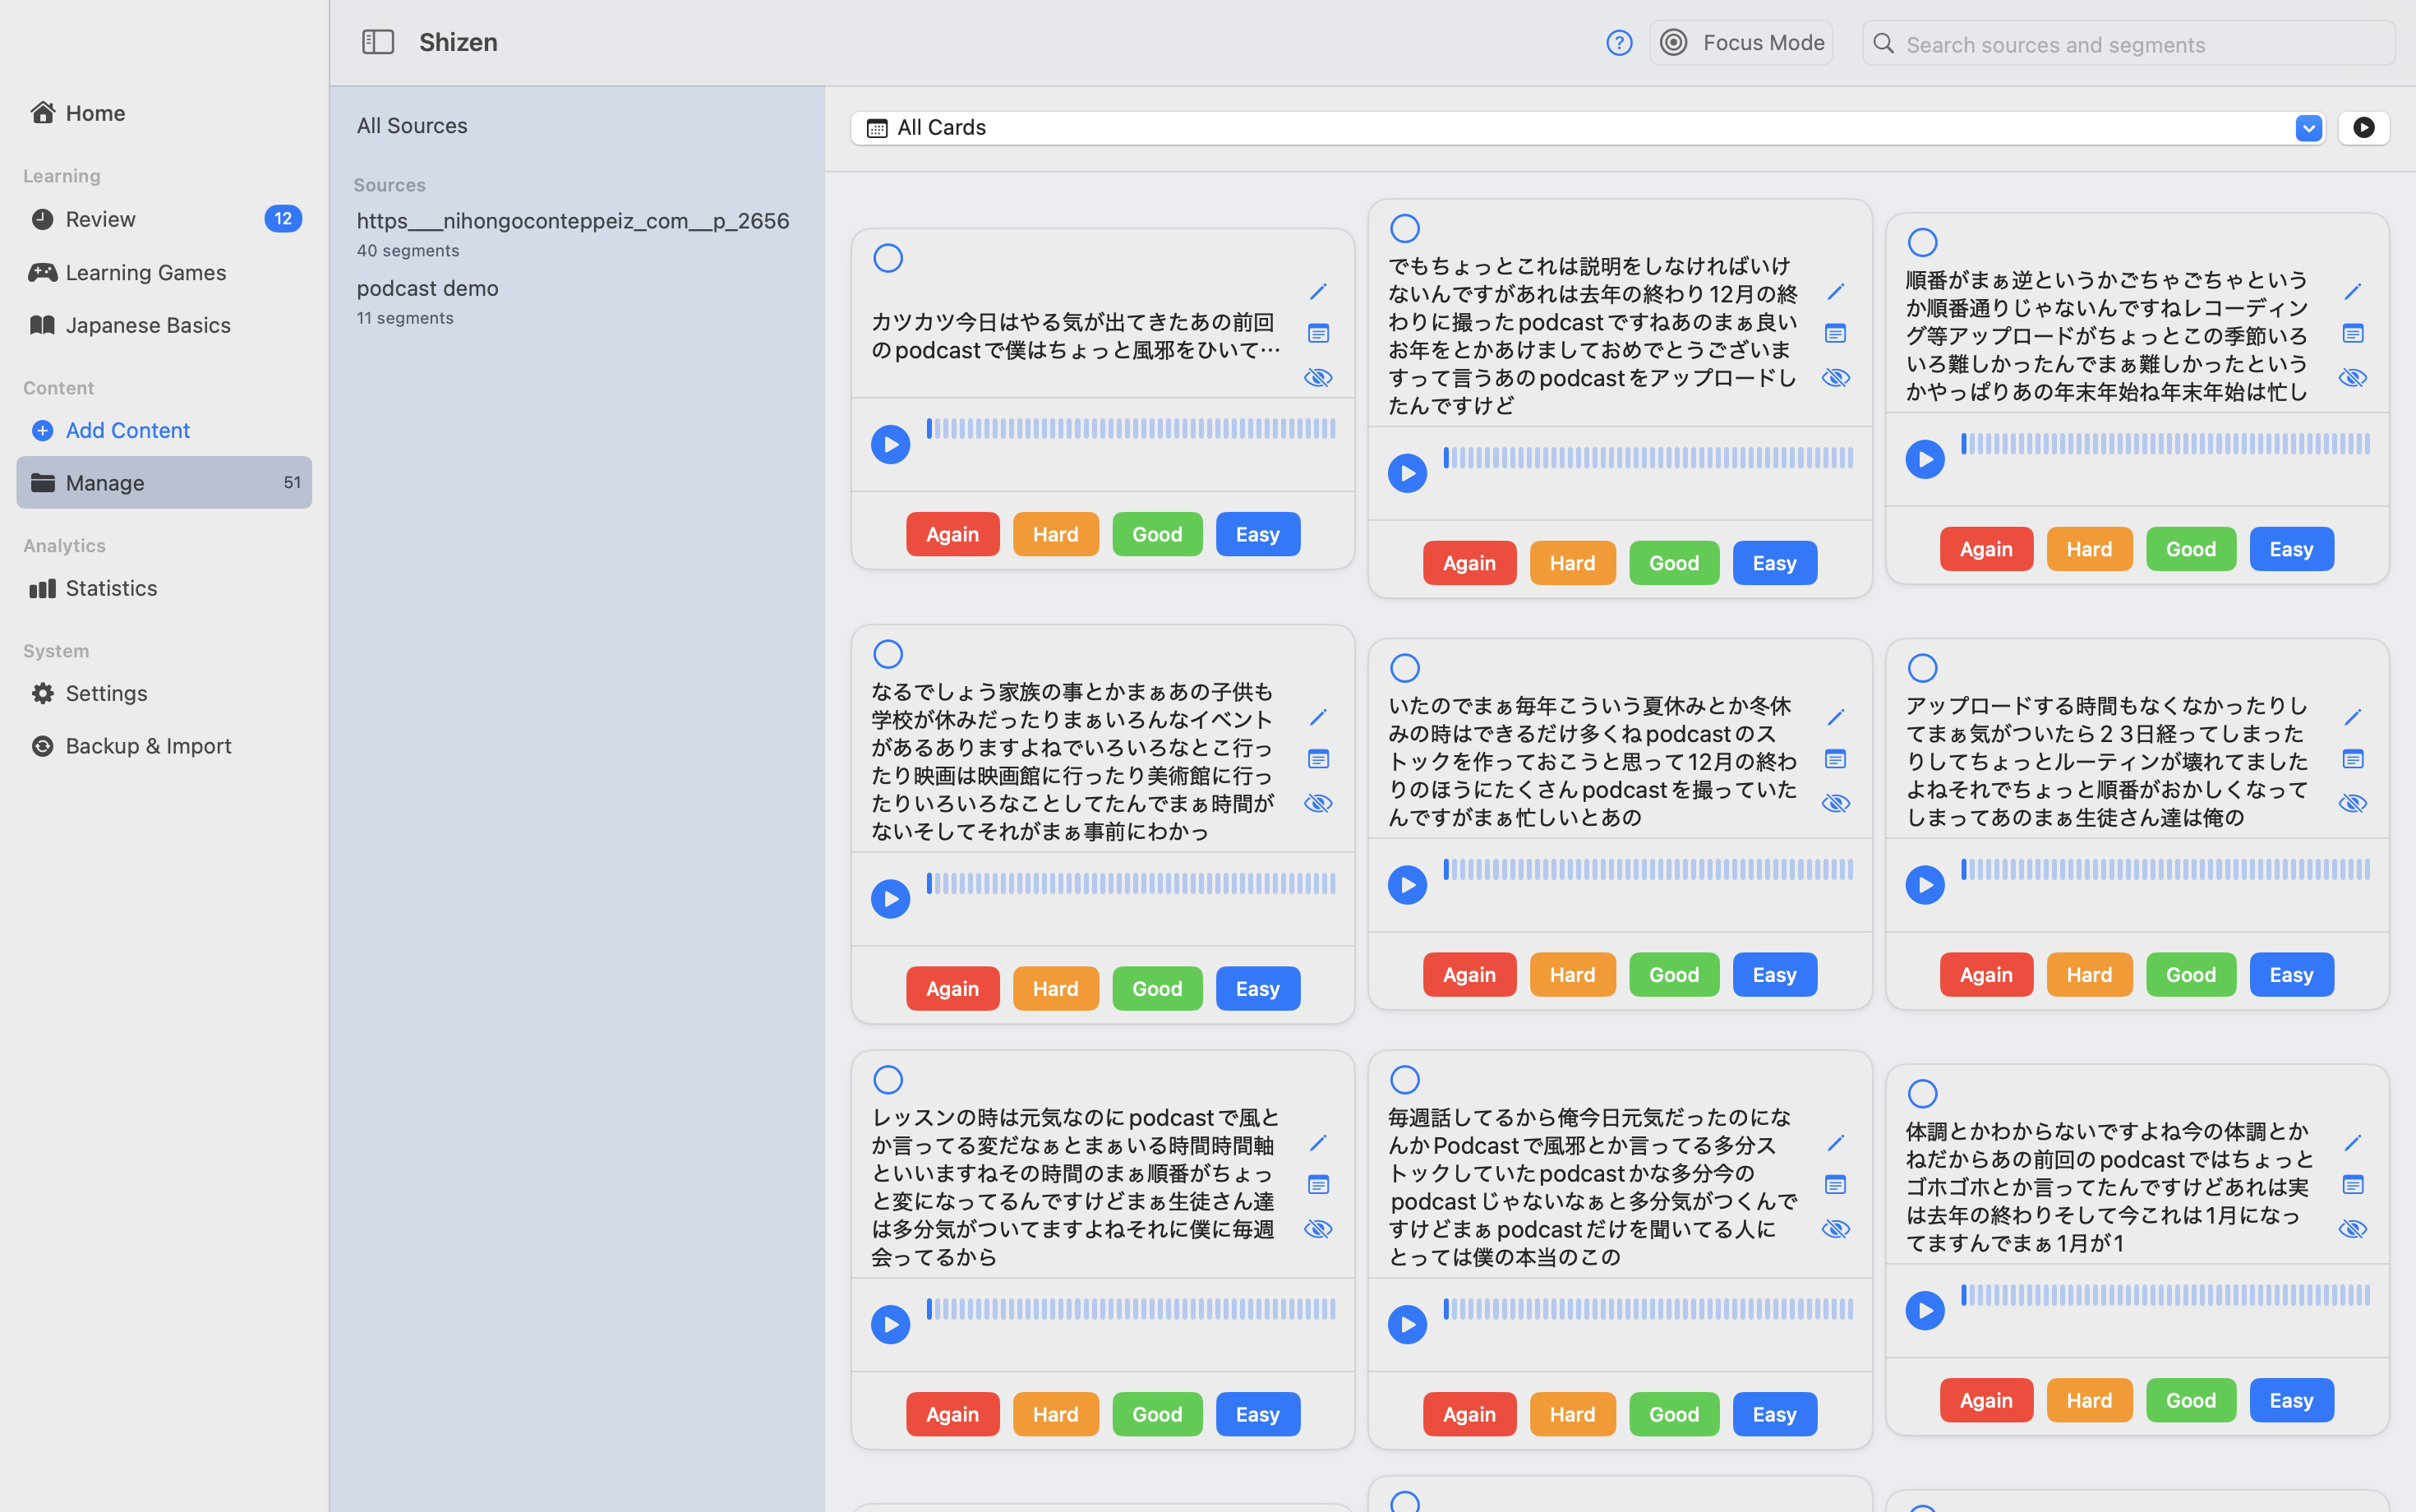 Shizen
?
Focus Mode
Search sources and segments
Home
Learning
Review
12
Learning Games
Japanese Basics
Content
Add Content
Manage
51
Analytics
Statistics
System
Settings
Backup & Import
All Sources
Sources
https___nihongoconteppeiz_com__p_2656
40 segments
podcast demo
11 segments
All Cards
カツカツ今日はやる気が出てきたあの前回
のpodcastで僕はちょっと風邪をひいて…
Again Hard Good Easy
でもちょっとこれは説明をしなければいけ
ないんですがあれは去年の終わり12月の終
わりに撮ったpodcastですねあのまぁ良い
お年をとかあけましておめでとうございま
すって言うあのpodcastをアップロードし
たんですけど
Again Hard Good Easy
順番がまぁ逆というかごちゃごちゃという
か順番通りじゃないんですねレコーディン
グ等アップロードがちょっとこの季節いろ
いろ難しかったんでまぁ難しかったという
かやっぱりあの年末年始ね年末年始は忙し
Again Hard Good Easy
なるでしょう家族の事とかまぁあの子供も
学校が休みだったりまぁいろんなイベント
があるありますよねでいろいろなとこ行っ
たり映画は映画館に行ったり美術館に行っ
たりいろいろなことしてたんでまぁ時間が
ないそしてそれがまぁ事前にわかっ
Again Hard Good Easy
いたのでまぁ毎年こういう夏休みとか冬休
みの時はできるだけ多くねpodcastのス
トックを作っておこうと思って12月の終わ
りのほうにたくさんpodcastを撮っていた
んですがまぁ忙しいとあの
Again Hard Good Easy
アップロードする時間もなくなかったりし
てまぁ気がついたら２３日経ってしまった
りしてちょっとルーティンが壊れてました
よねそれでちょっと順番がおかしくなって
しまってあのまぁ生徒さん達は俺の
Again Hard Good Easy
レッスンの時は元気なのにpodcastで風と
か言ってる変だなぁとまぁいる時間時間軸
といいますねその時間のまぁ順番がちょっ
と変になってるんですけどまぁ生徒さん達
は多分気がついてますよねそれに僕に毎週
会ってるから
Again Hard Good Easy
毎週話してるから俺今日元気だったのにな
んかPodcastで風邪とか言ってる多分ス
トックしていたpodcastかな多分今の
podcastじゃないなぁと多分気がつくんで
すけどまぁpodcastだけを聞いてる人に
とっては僕の本当のこの
Again Hard Good Easy
体調とかわからないですよね今の体調とか
ねだからあの前回のpodcastではちょっと
ゴホゴホとか言ってたんですけどあれは実
は去年の終わりそして今これは1月になっ
てますんでまぁ1月が1
Again Hard Good Easy